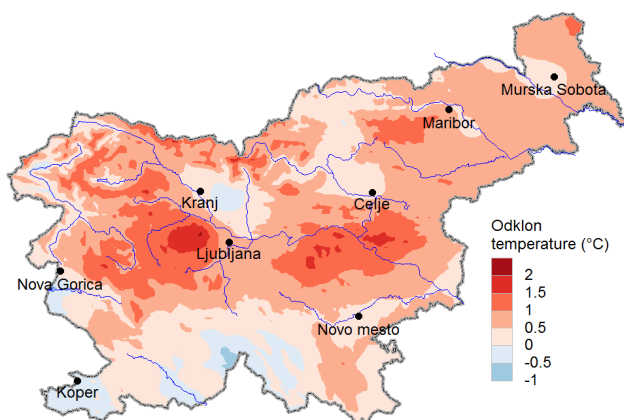 Murska Sobota
Maribor
Kranj
Celje
Ljubljana
Nova Gorica
Novo mesto
Koper
Odklon
temperature (°C)
2
1.5
1
0.5
0
-0.5
-1